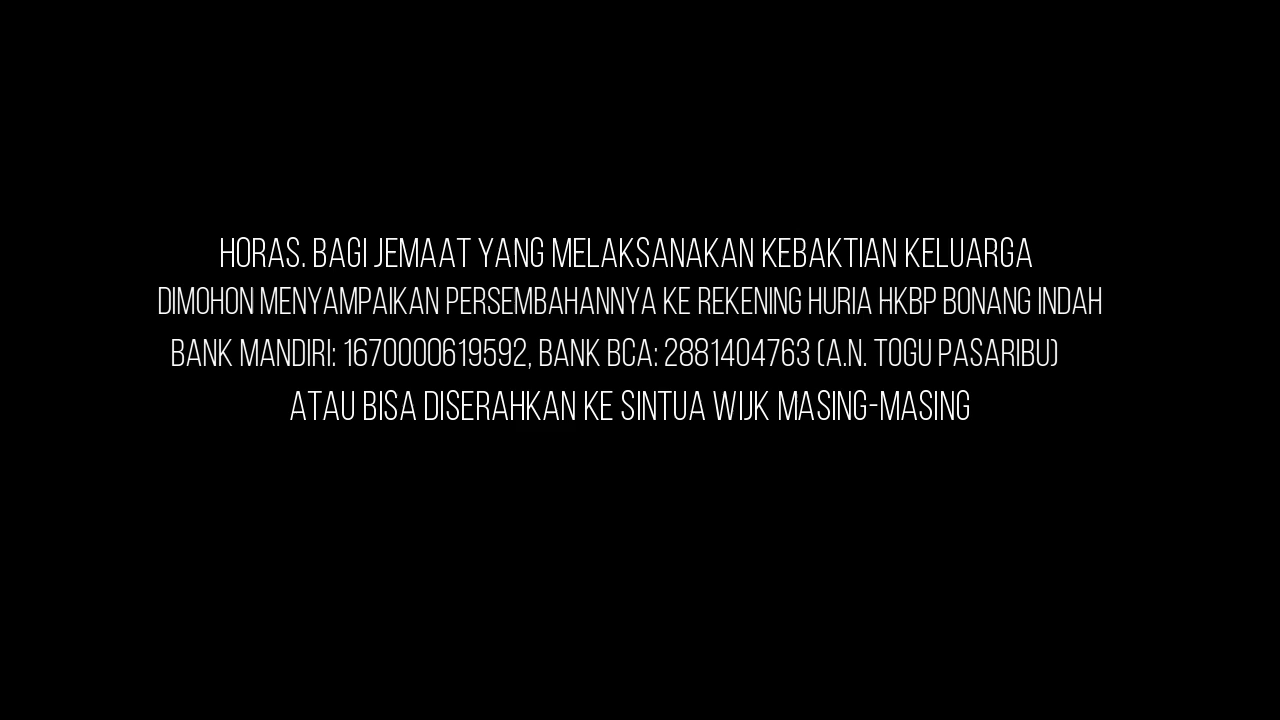 HORAS. BAGI JEMAAT YANG MELAKSANAKAN KEBAKTIAN KELUARGA
DIMOHON MENYAMPAIKAN PERSEMBAHANNYA KE REKENING HURIA HKBP BONANG INDAH
BANK MANDIRI: 1670000619592, BANK BCA: 2881404763 (A.N. TOGU PASARIBU)
ATAU BISA DISERAHKAN KE SINTUA WIJK MASING-MASING